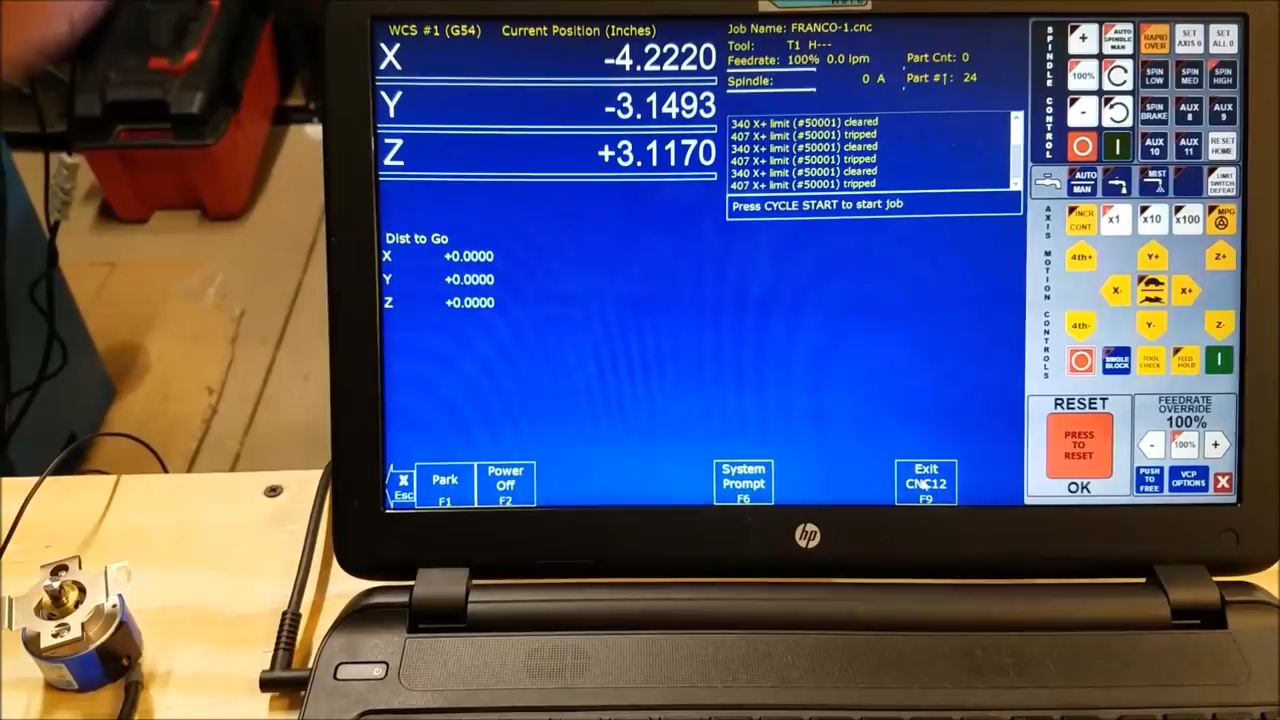 WCS #1 (G54) Current Position (Inches)
X -4.2220
Y -3.1493
Z +3.1170
Job Name: FRANCO-1.cnc
Tool: T1 H---
Feedrate: 100% 0.0 ipm
Spindle: 0 A
Part Cnt: 0
Part #↑: 24
340 X+ limit (#50001) cleared
407 X+ limit (#50001) tripped
340 X+ limit (#50001) cleared
407 X+ limit (#50001) tripped
340 X+ limit (#50001) cleared
407 X+ limit (#50001) tripped
Press CYCLE START to start job
Dist to Go
X +0.0000
Y +0.0000
Z +0.0000
X Esc
Park F1
Power Off F2
System Prompt F6
Exit CNC12 F9
SPINDLE CONTROL
+ AUTO SPINDLE MAN RAPID OVER SET AXIS 0 SET ALL 0
100% SPIN LOW SPIN MED SPIN HIGH
- SPIN BRAKE AUX 8 AUX 9
AUX 10 AUX 11 RESET HOME
AUTO MAN MIST LIMIT SWITCH DEFEAT
AXIS MOTION CONTROLS
INCR CONT x1 x10 x100 MPG
4th+ Y+ Z+
X- X+
4th- Y- Z-
SINGLE BLOCK TOOL CHECK FEED HOLD
RESET
PRESS TO RESET
OK
FEEDRATE OVERRIDE
100%
- 100% +
PUSH TO FREE VCP OPTIONS X
hp